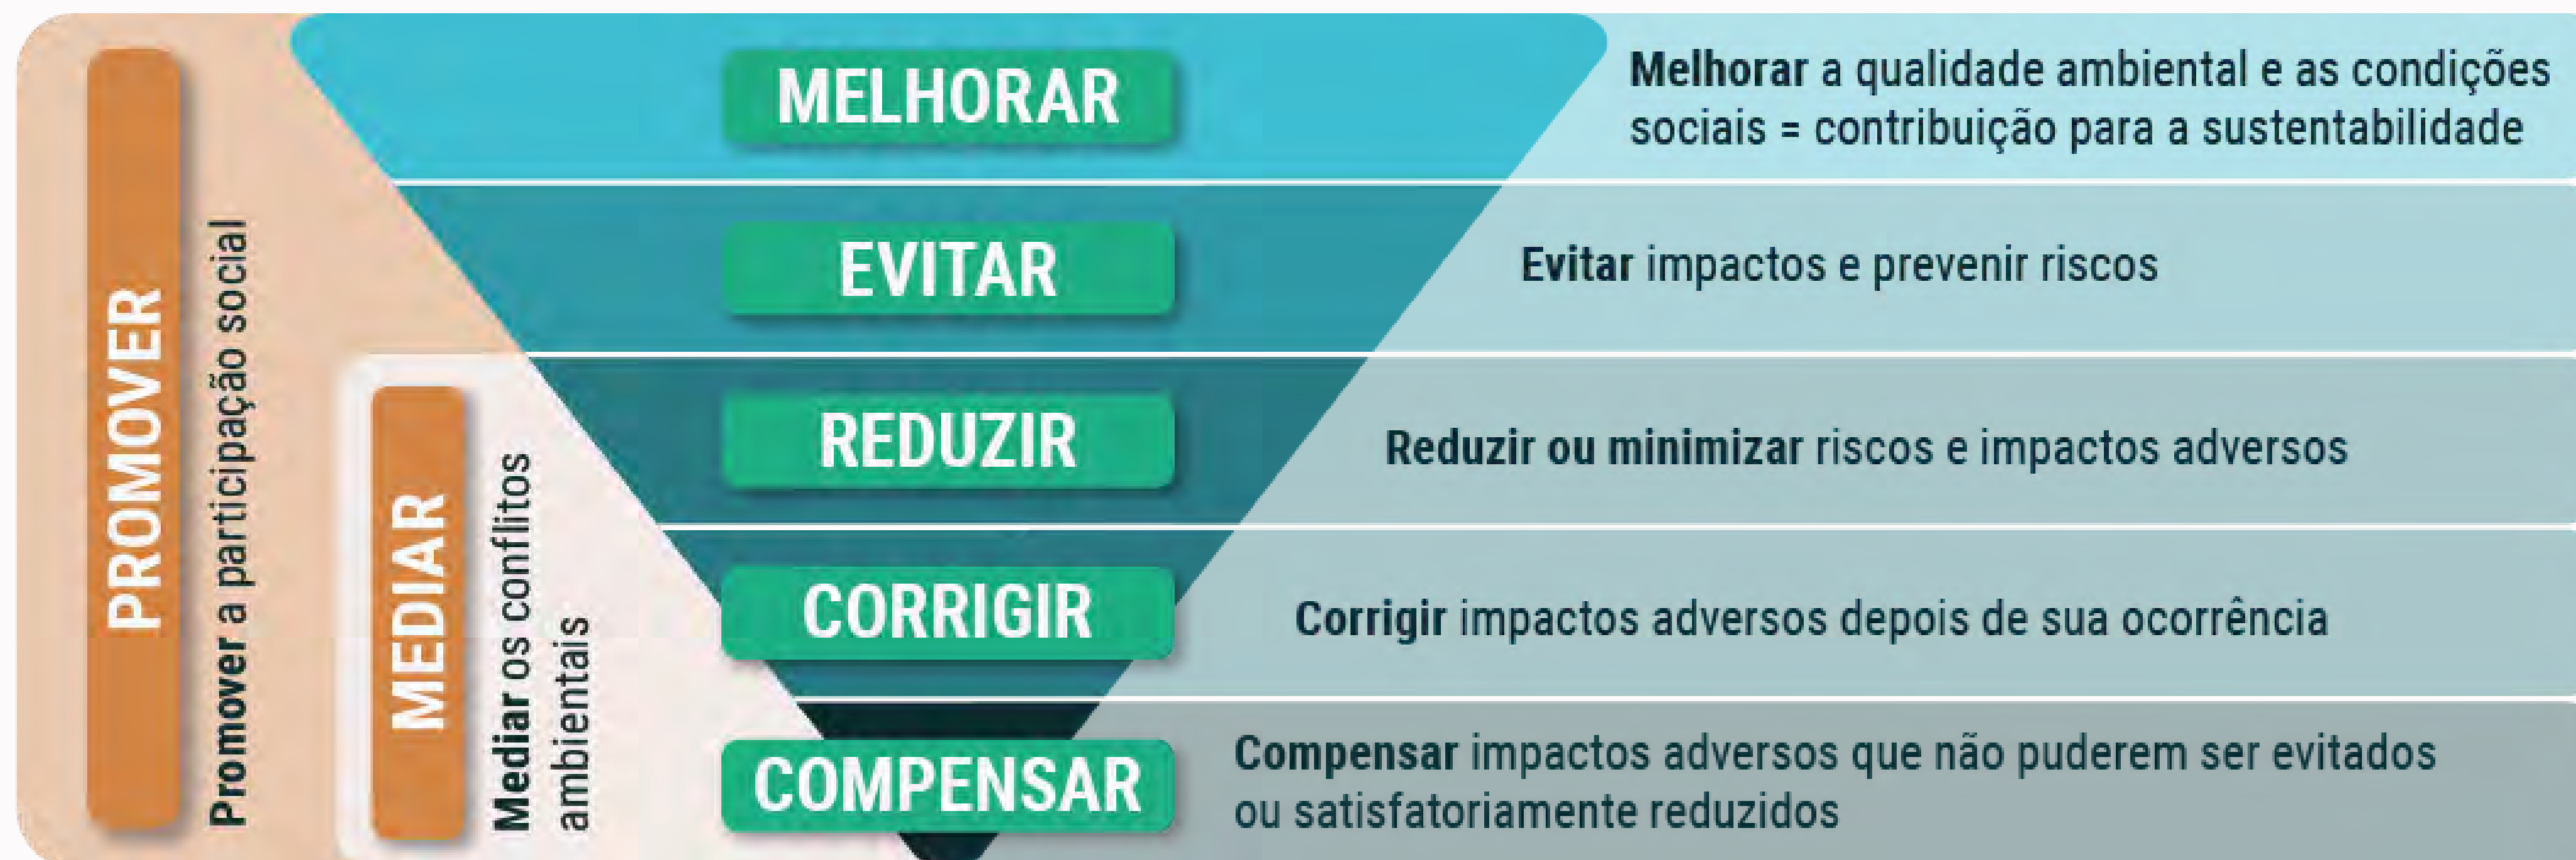 PROMOVER
Promover a participação social
MEDIAR
Mediar os conflitos
ambientais
MELHORAR
Melhorar a qualidade ambiental e as condições
sociais = contribuição para a sustentabilidade
EVITAR
Evitar impactos e prevenir riscos
REDUZIR
Reduzir ou minimizar riscos e impactos adversos
CORRIGIR
Corrigir impactos adversos depois de sua ocorrência
COMPENSAR
Compensar impactos adversos que não puderem ser evitados
ou satisfatoriamente reduzidos